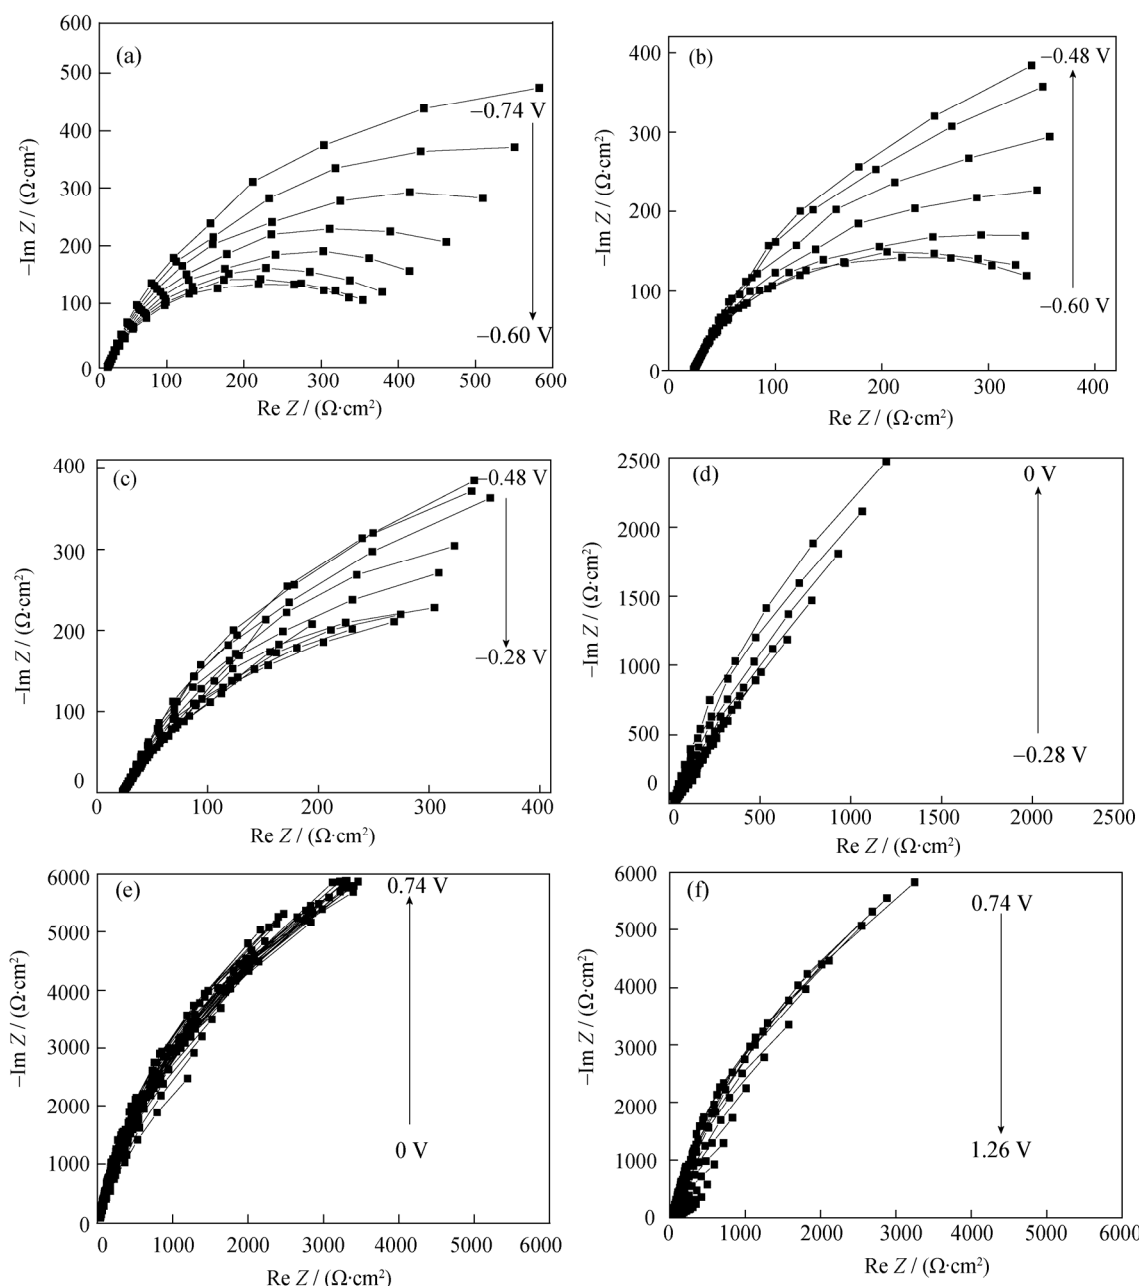 (a)
600
500
400
300
200
100
0
−Im Z / (Ω·cm²)
−0.74 V
−0.60 V
100 200 300 400 500 600
Re Z / (Ω·cm²)
(b)
400
300
200
100
0
−Im Z / (Ω·cm²)
−0.48 V
−0.60 V
0 100 200 300 400
Re Z / (Ω·cm²)
(c)
400
300
200
100
0
−Im Z / (Ω·cm²)
−0.48 V
−0.28 V
0 100 200 300 400
Re Z / (Ω·cm²)
(d)
2500
2000
1500
1000
500
0
−Im Z / (Ω·cm²)
0 V
−0.28 V
0 500 1000 1500 2000 2500
Re Z / (Ω·cm²)
(e)
6000
5000
4000
3000
2000
1000
0
−Im Z / (Ω·cm²)
0.74 V
0 V
0 1000 2000 3000 4000 5000 6000
Re Z / (Ω·cm²)
(f)
6000
5000
4000
3000
2000
1000
0
−Im Z / (Ω·cm²)
0.74 V
1.26 V
0 1000 2000 3000 4000 5000 6000
Re Z / (Ω·cm²)